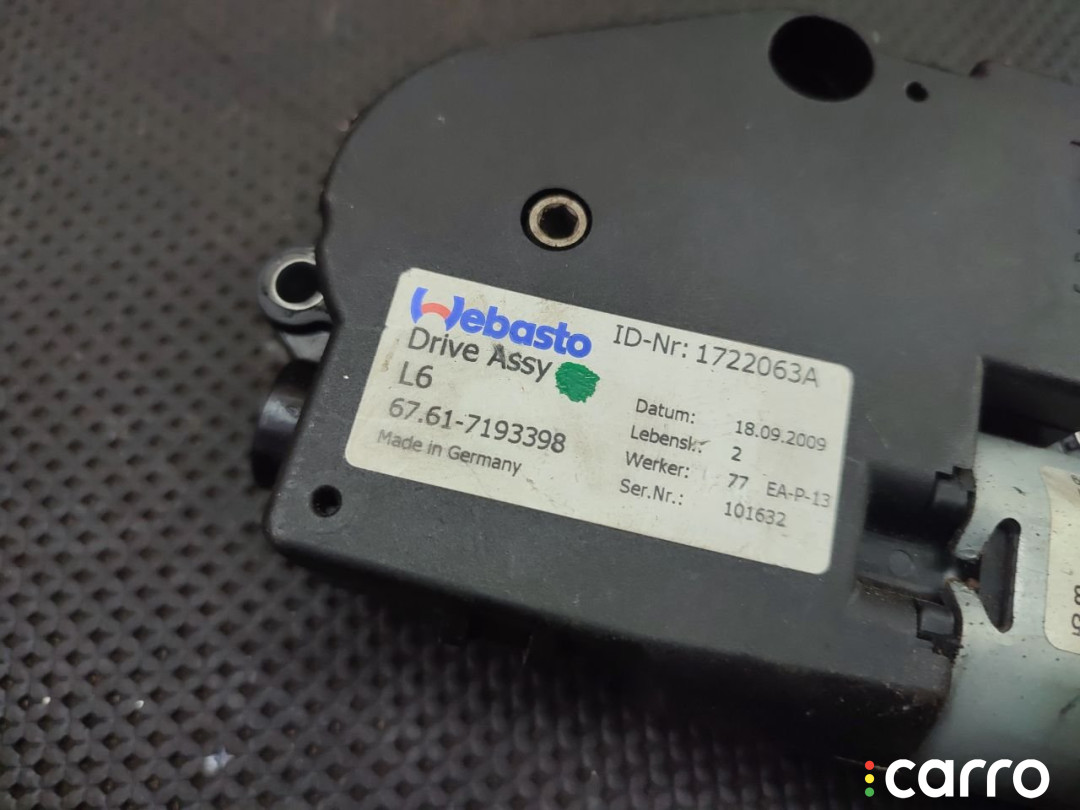 Webasto
Drive Assy
L6
67.61-7193398
Made in Germany
ID-Nr: 1722063A
Datum: 18.09.2009
Lebensk.: 2
Werker: 77 EA-P-13
Ser.Nr.: 101632
carro